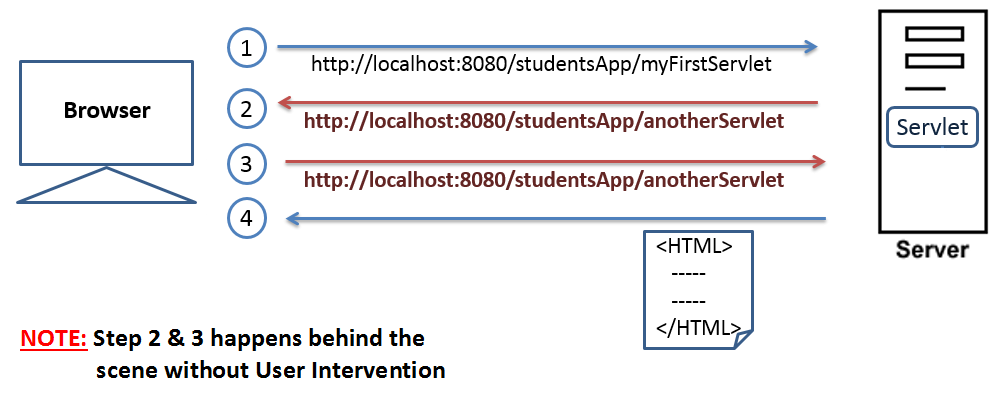 1
http://localhost:8080/studentsApp/myFirstServlet
Browser
2
http://localhost:8080/studentsApp/anotherServlet
Servlet
3
http://localhost:8080/studentsApp/anotherServlet
4
Server
<HTML>
-----
-----
</HTML>
NOTE: Step 2 & 3 happens behind the
scene without User Intervention